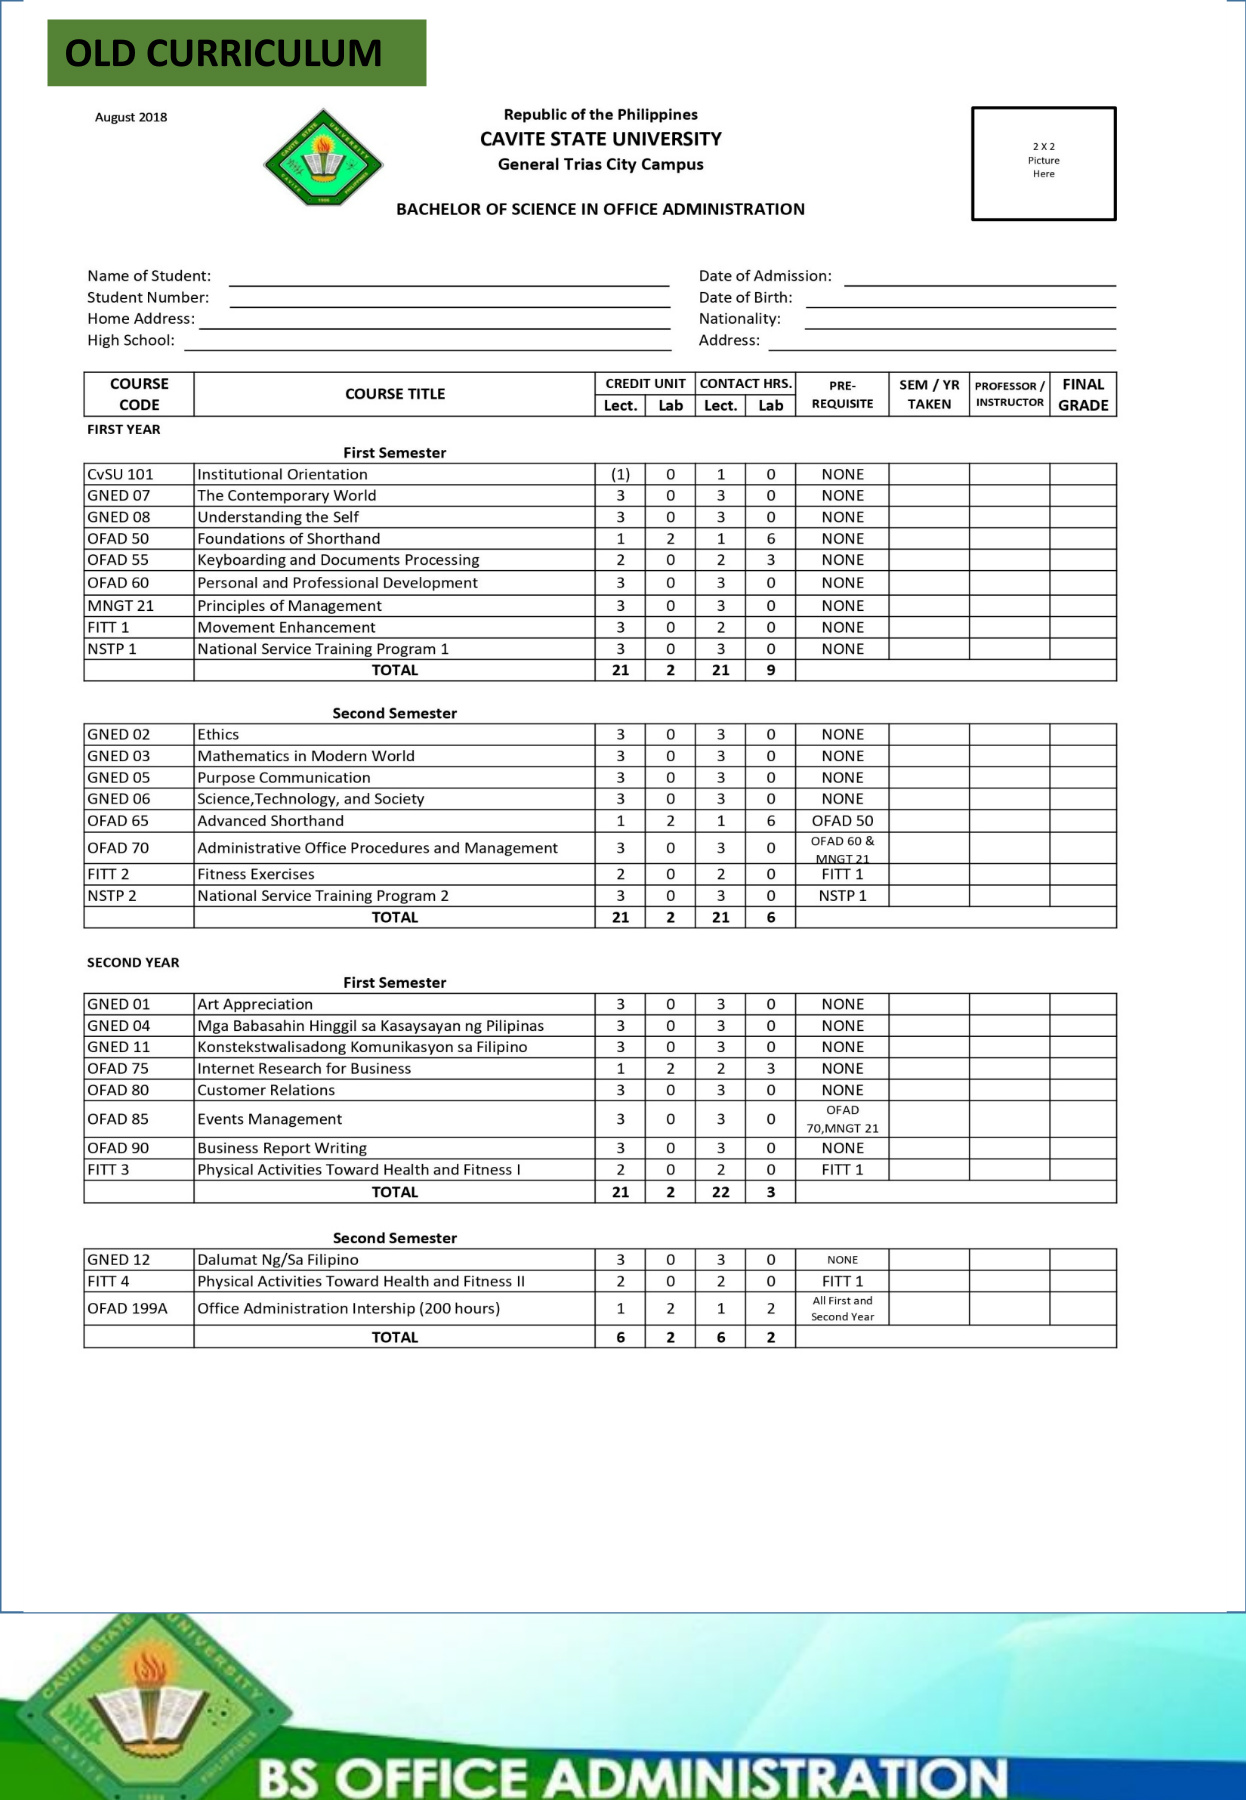 OLD CURRICULUM
August 2018
Republic of the Philippines
CAVITE STATE UNIVERSITY
General Trias City Campus
BACHELOR OF SCIENCE IN OFFICE ADMINISTRATION
2 X 2
Picture
Here
CAVITE STATE UNIVERSITY
CAVITE 1906 PHILIPPINES
Name of Student: Date of Admission:
Student Number: Date of Birth:
Home Address: Nationality:
High School: Address:
COURSE CODE COURSE TITLE CREDIT UNIT CONTACT HRS. PRE-REQUISITE SEM / YR TAKEN PROFESSOR / INSTRUCTOR FINAL GRADE
Lect. Lab Lect. Lab
FIRST YEAR
First Semester
CvSU 101 Institutional Orientation (1) 0 1 0 NONE
GNED 07 The Contemporary World 3 0 3 0 NONE
GNED 08 Understanding the Self 3 0 3 0 NONE
OFAD 50 Foundations of Shorthand 1 2 1 6 NONE
OFAD 55 Keyboarding and Documents Processing 2 0 2 3 NONE
OFAD 60 Personal and Professional Development 3 0 3 0 NONE
MNGT 21 Principles of Management 3 0 3 0 NONE
FITT 1 Movement Enhancement 3 0 2 0 NONE
NSTP 1 National Service Training Program 1 3 0 3 0 NONE
TOTAL 21 2 21 9
Second Semester
GNED 02 Ethics 3 0 3 0 NONE
GNED 03 Mathematics in Modern World 3 0 3 0 NONE
GNED 05 Purpose Communication 3 0 3 0 NONE
GNED 06 Science,Technology, and Society 3 0 3 0 NONE
OFAD 65 Advanced Shorthand 1 2 1 6 OFAD 50
OFAD 70 Administrative Office Procedures and Management 3 0 3 0 OFAD 60 & MNGT 21
FITT 2 Fitness Exercises 2 0 2 0 FITT 1
NSTP 2 National Service Training Program 2 3 0 3 0 NSTP 1
TOTAL 21 2 21 6
SECOND YEAR
First Semester
GNED 01 Art Appreciation 3 0 3 0 NONE
GNED 04 Mga Babasahin Hinggil sa Kasaysayan ng Pilipinas 3 0 3 0 NONE
GNED 11 Konstekstwalisadong Komunikasyon sa Filipino 3 0 3 0 NONE
OFAD 75 Internet Research for Business 1 2 2 3 NONE
OFAD 80 Customer Relations 3 0 3 0 NONE
OFAD 85 Events Management 3 0 3 0 OFAD 70,MNGT 21
OFAD 90 Business Report Writing 3 0 3 0 NONE
FITT 3 Physical Activities Toward Health and Fitness I 2 0 2 0 FITT 1
TOTAL 21 2 22 3
Second Semester
GNED 12 Dalumat Ng/Sa Filipino 3 0 3 0 NONE
FITT 4 Physical Activities Toward Health and Fitness II 2 0 2 0 FITT 1
OFAD 199A Office Administration Intership (200 hours) 1 2 1 2 All First and Second Year
TOTAL 6 2 6 2
CAVITE STATE UNIVERSITY
CAVITE 1906 PHILIPPINES
BS OFFICE ADMINISTRATION